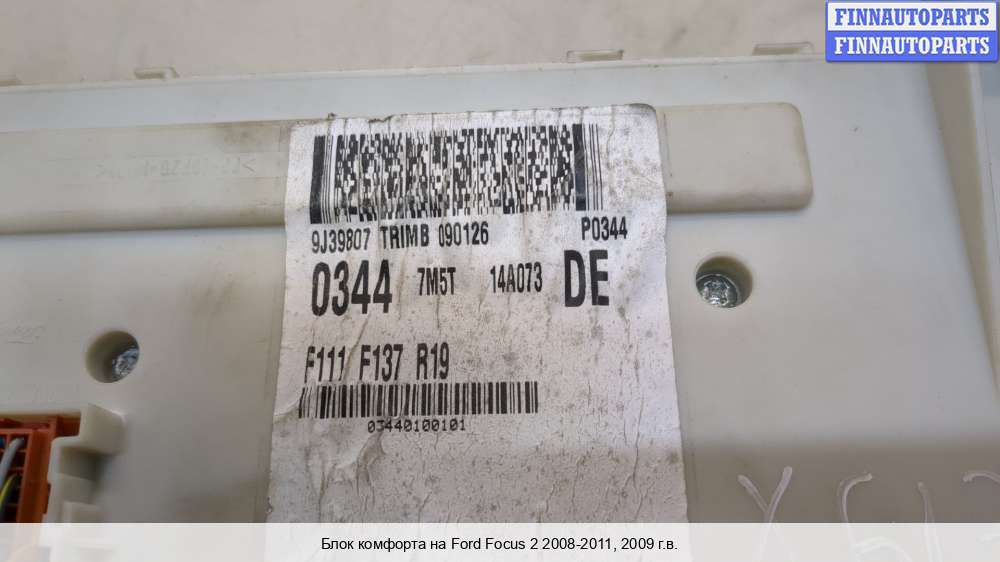 FINNAUTOPARTS
FINNAUTOPARTS
9J39807 TRIMB 090126 P0344
0344 7M5T 14A073 DE
F111 F137 R19
03440100101
Блок комфорта на Ford Focus 2 2008-2011, 2009 г.в.